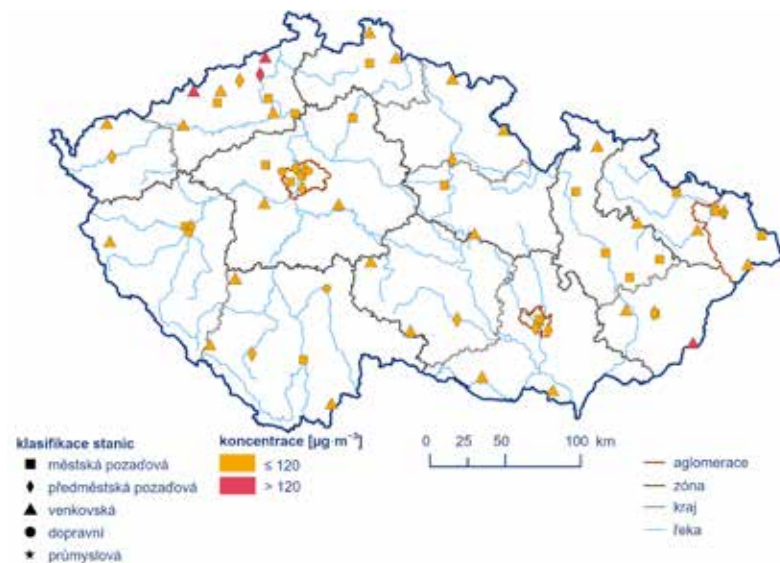 klasifikace stanic
městská pozaďová
předměstská pozaďová
venkovská
dopravní
průmyslová
koncentrace [µg·m⁻³]
≤ 120
> 120
0 25 50 100 km
aglomerace
zóna
kraj
řeka